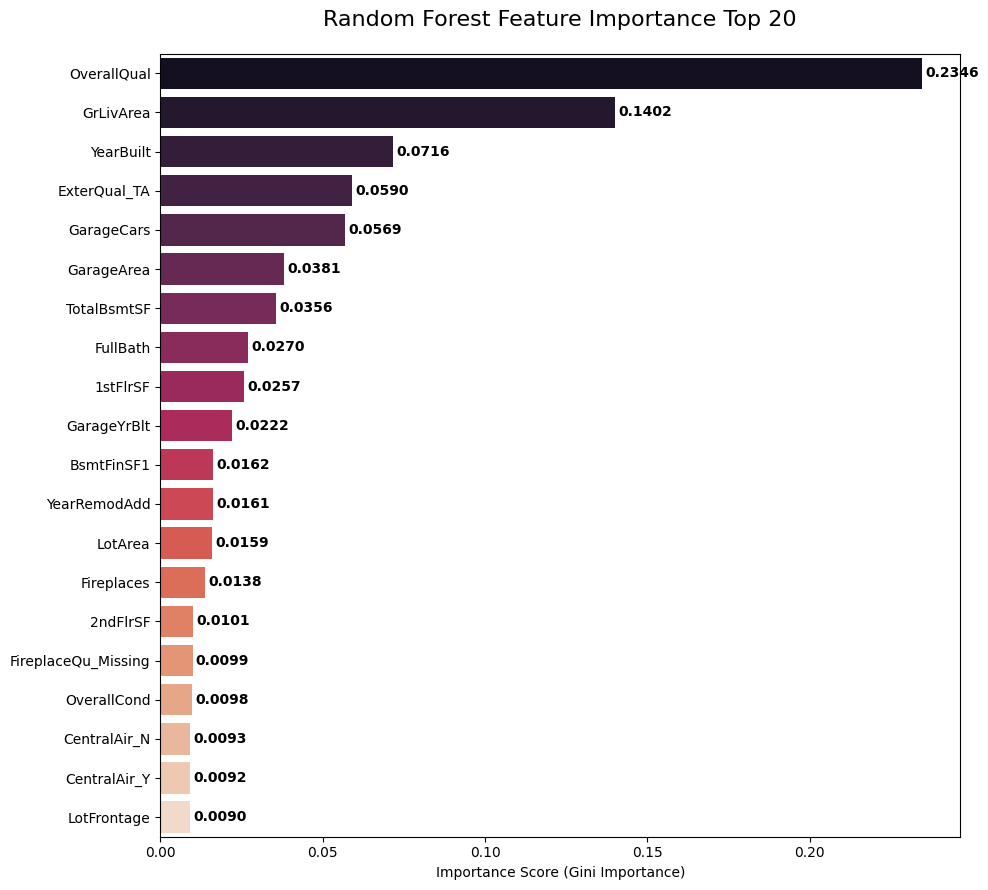 Random Forest Feature Importance Top 20
OverallQual 0.2346
GrLivArea 0.1402
YearBuilt 0.0716
ExterQual_TA 0.0590
GarageCars 0.0569
GarageArea 0.0381
TotalBsmtSF 0.0356
FullBath 0.0270
1stFlrSF 0.0257
GarageYrBlt 0.0222
BsmtFinSF1 0.0162
YearRemodAdd 0.0161
LotArea 0.0159
Fireplaces 0.0138
2ndFlrSF 0.0101
FireplaceQu_Missing 0.0099
OverallCond 0.0098
CentralAir_N 0.0093
CentralAir_Y 0.0092
LotFrontage 0.0090
0.00 0.05 0.10 0.15 0.20
Importance Score (Gini Importance)